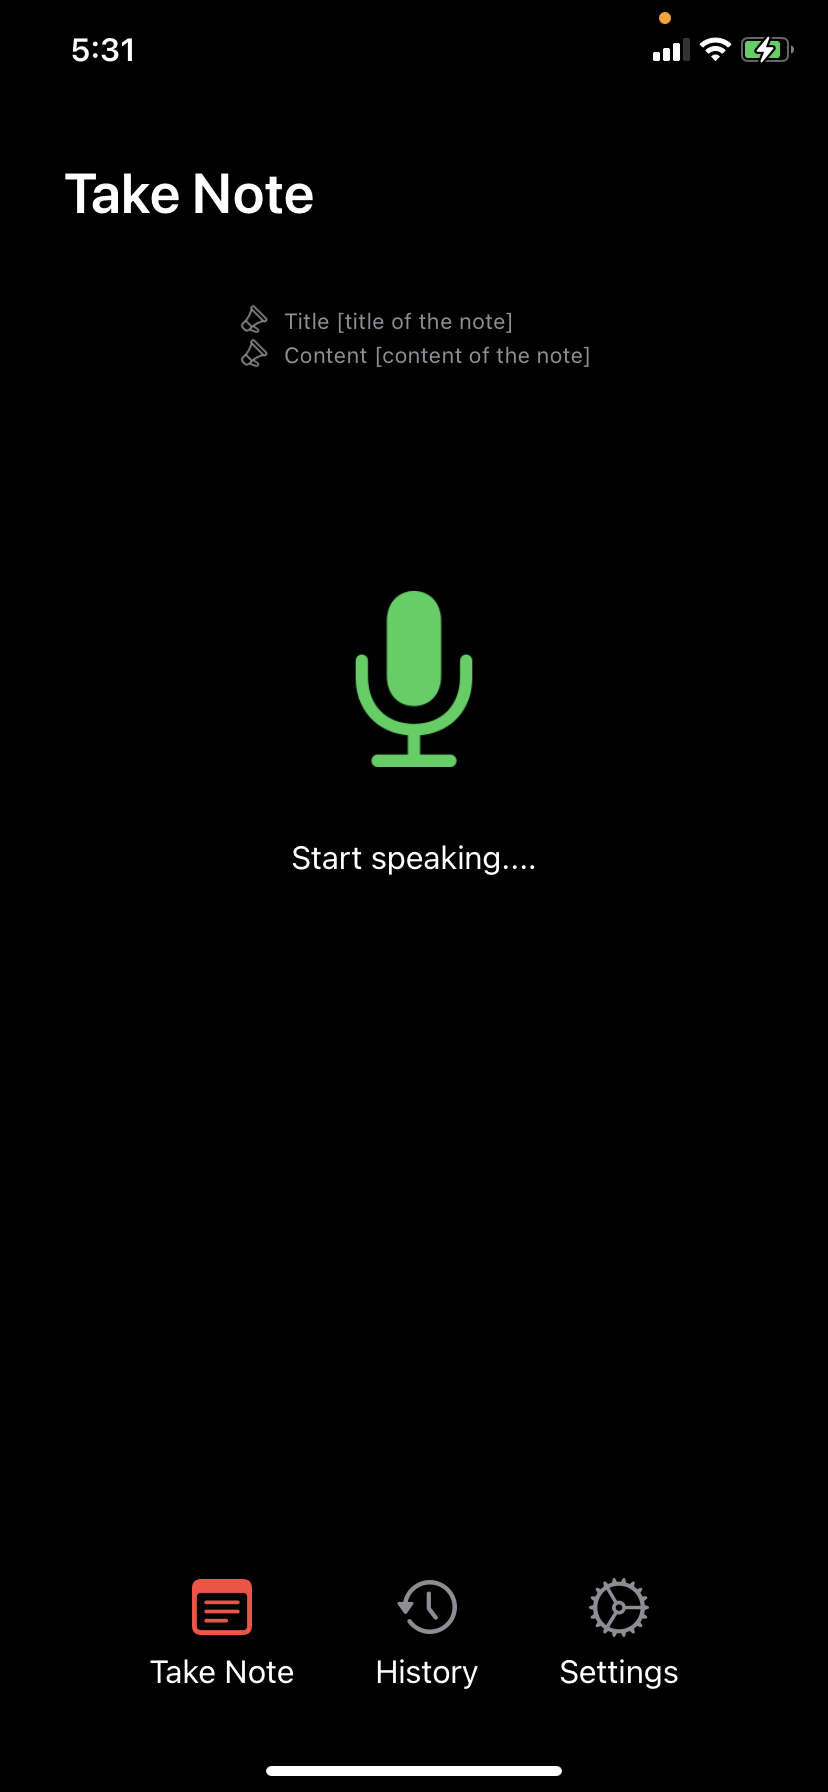 5:31
Take Note
Title [title of the note]
Content [content of the note]
Start speaking....
Take Note
History
Settings